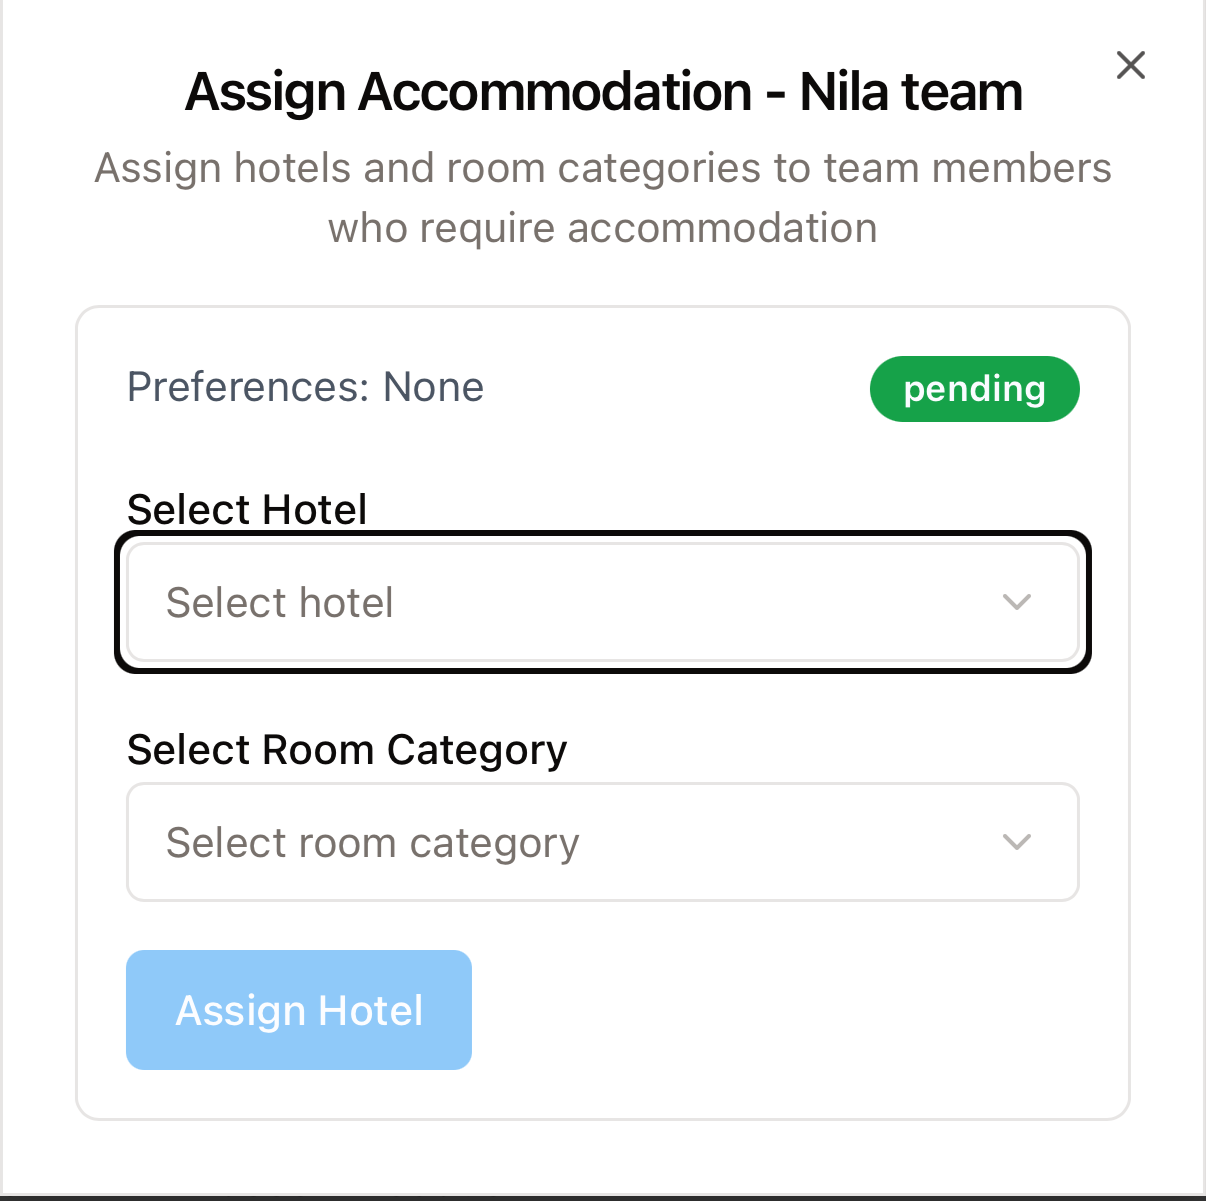 Assign Accommodation - Nila team
Assign hotels and room categories to team members
who require accommodation
Preferences: None
pending
Select Hotel
Select hotel
Select Room Category
Select room category
Assign Hotel